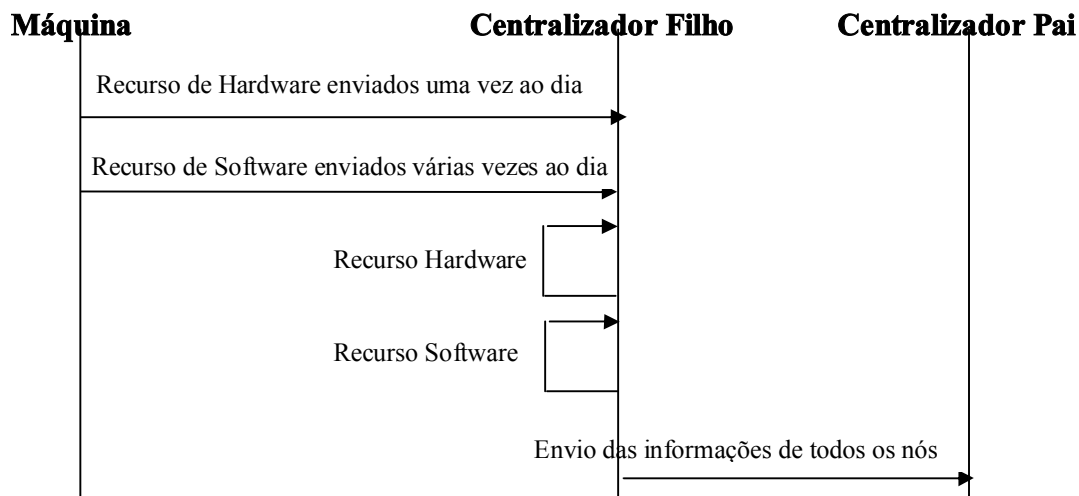 Máquina
Centralizador Filho
Centralizador Pai
Recurso de Hardware enviados uma vez ao dia
Recurso de Software enviados várias vezes ao dia
Recurso Hardware
Recurso Software
Envio das informações de todos os nós